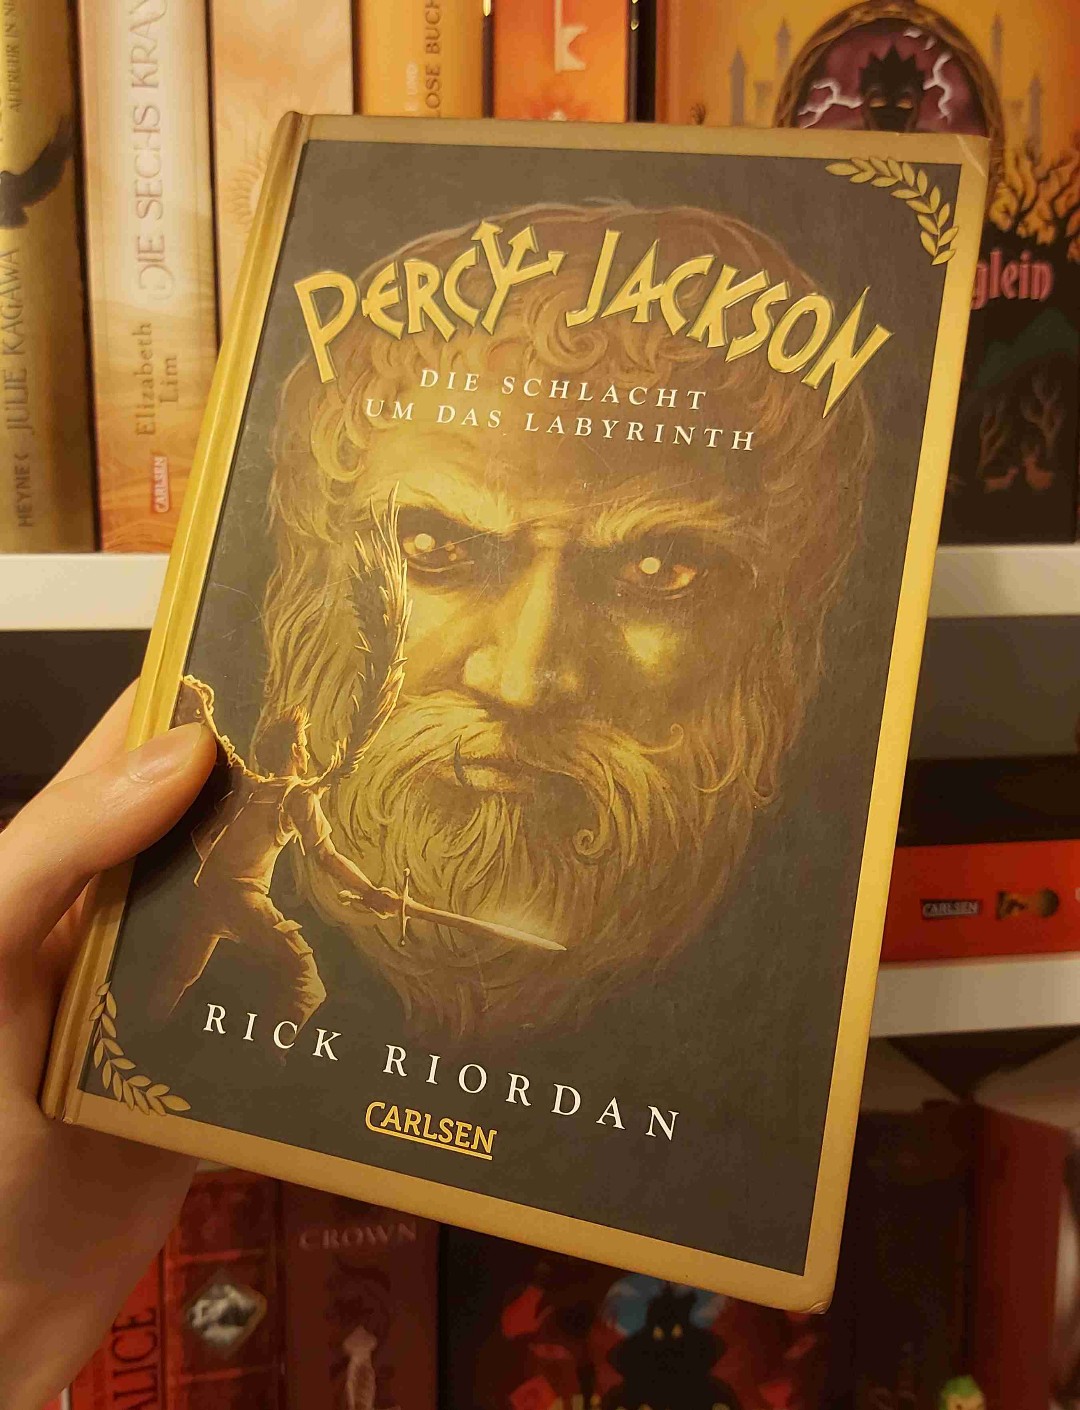 PERCY JACKSON
DIE SCHLACHT
UM DAS LABYRINTH
RICK RIORDAN
CARLSEN
JULIE KAGAWA
HEYNE
DIE SECHS KRA
Elizabeth
Lim
CARLSEN
LOSE BUCH
glein
CARLSEN
CROWN
ALICE